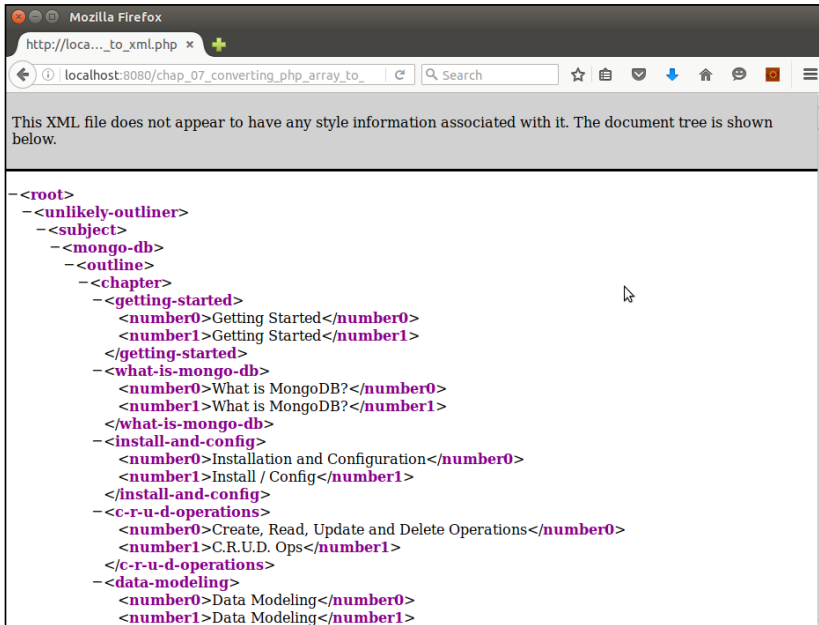 Mozilla Firefox
http://loca..._to_xml.php ×
localhost:8080/chap_07_converting_php_array_to_ Search
This XML file does not appear to have any style information associated with it. The document tree is shown
below.
−<root>
−<unlikely-outliner>
−<subject>
−<mongo-db>
−<outline>
−<chapter>
−<getting-started>
<number0>Getting Started</number0>
<number1>Getting Started</number1>
</getting-started>
−<what-is-mongo-db>
<number0>What is MongoDB?</number0>
<number1>What is MongoDB?</number1>
</what-is-mongo-db>
−<install-and-config>
<number0>Installation and Configuration</number0>
<number1>Install / Config</number1>
</install-and-config>
−<c-r-u-d-operations>
<number0>Create, Read, Update and Delete Operations</number0>
<number1>C.R.U.D. Ops</number1>
</c-r-u-d-operations>
−<data-modeling>
<number0>Data Modeling</number0>
<number1>Data Modeling</number1>